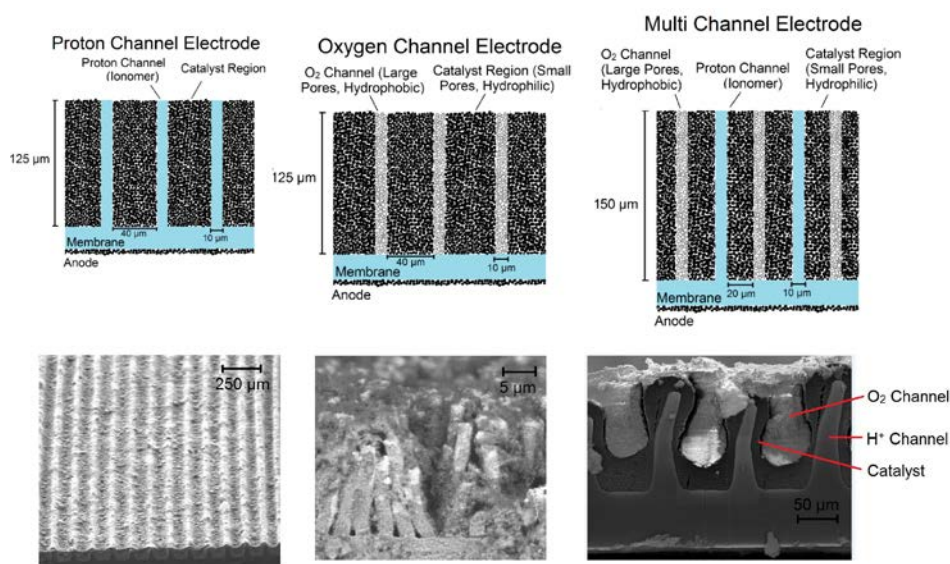 Proton Channel Electrode
Proton Channel
(Ionomer)
Catalyst Region
125 µm
40 µm
10 µm
Membrane
Anode
Oxygen Channel Electrode
O₂ Channel (Large
Pores, Hydrophobic)
Catalyst Region (Small
Pores, Hydrophilic)
125 µm
40 µm
10 µm
Membrane
Anode
Multi Channel Electrode
O₂ Channel
(Large Pores,
Hydrophobic)
Proton Channel
(Ionomer)
Catalyst Region
(Small Pores,
Hydrophilic)
150 µm
20 µm
10 µm
Membrane
Anode
250 µm
5 µm
O₂ Channel
H⁺ Channel
Catalyst
50 µm